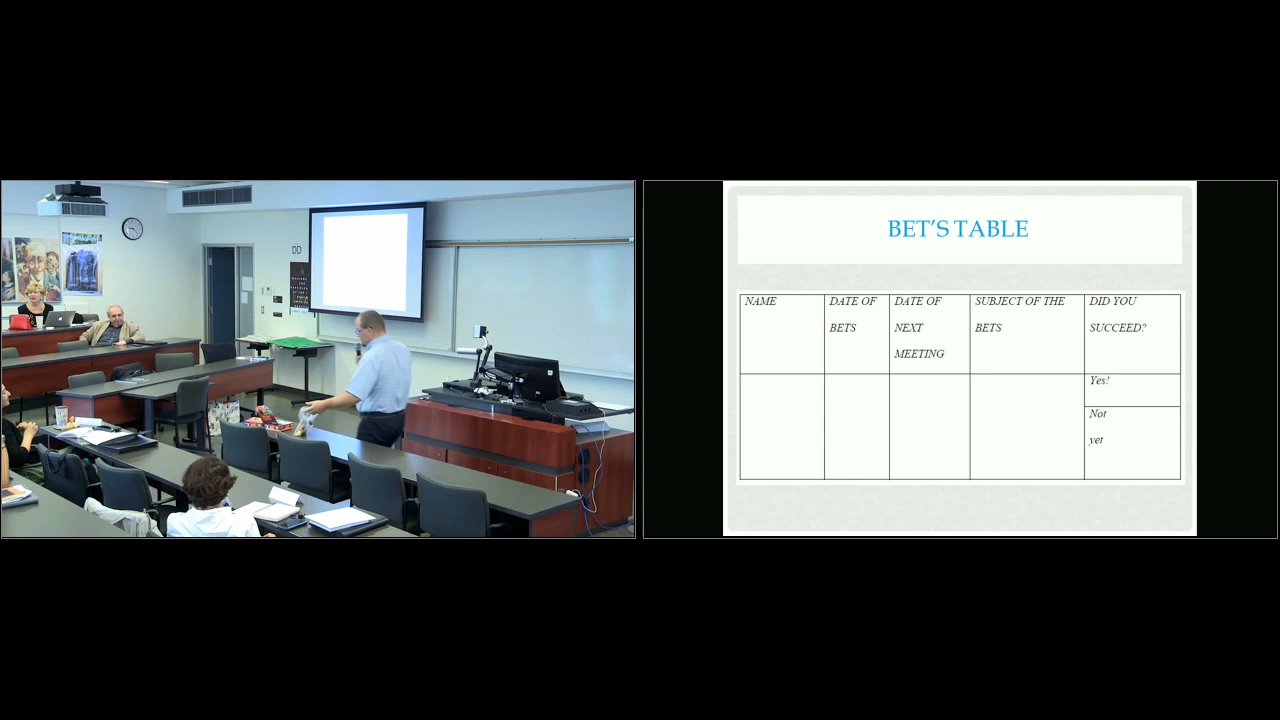 BET'S TABLE
NAME
DATE OF
BETS
DATE OF
NEXT
MEETING
SUBJECT OF THE
BETS
DID YOU
SUCCEED?
Yes!
Not
yet